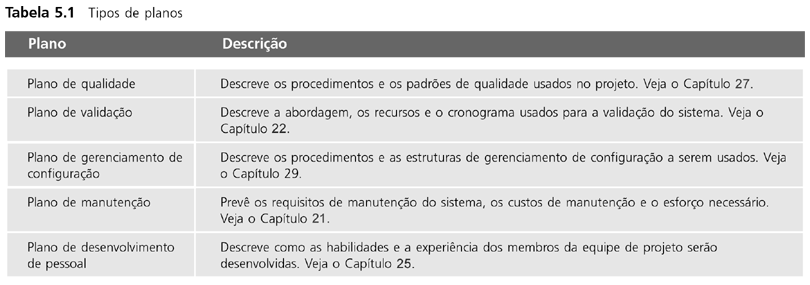 Tabela 5.1 Tipos de planos
Plano Descrição
Plano de qualidade Descreve os procedimentos e os padrões de qualidade usados no projeto. Veja o Capítulo 27.
Plano de validação Descreve a abordagem, os recursos e o cronograma usados para a validação do sistema. Veja o
Capítulo 22.
Plano de gerenciamento de Descreve os procedimentos e as estruturas de gerenciamento de configuração a serem usados. Veja
configuração o Capítulo 29.
Plano de manutenção Prevê os requisitos de manutenção do sistema, os custos de manutenção e o esforço necessário.
Veja o Capítulo 21.
Plano de desenvolvimento Descreve como as habilidades e a experiência dos membros da equipe de projeto serão
de pessoal desenvolvidas. Veja o Capítulo 25.